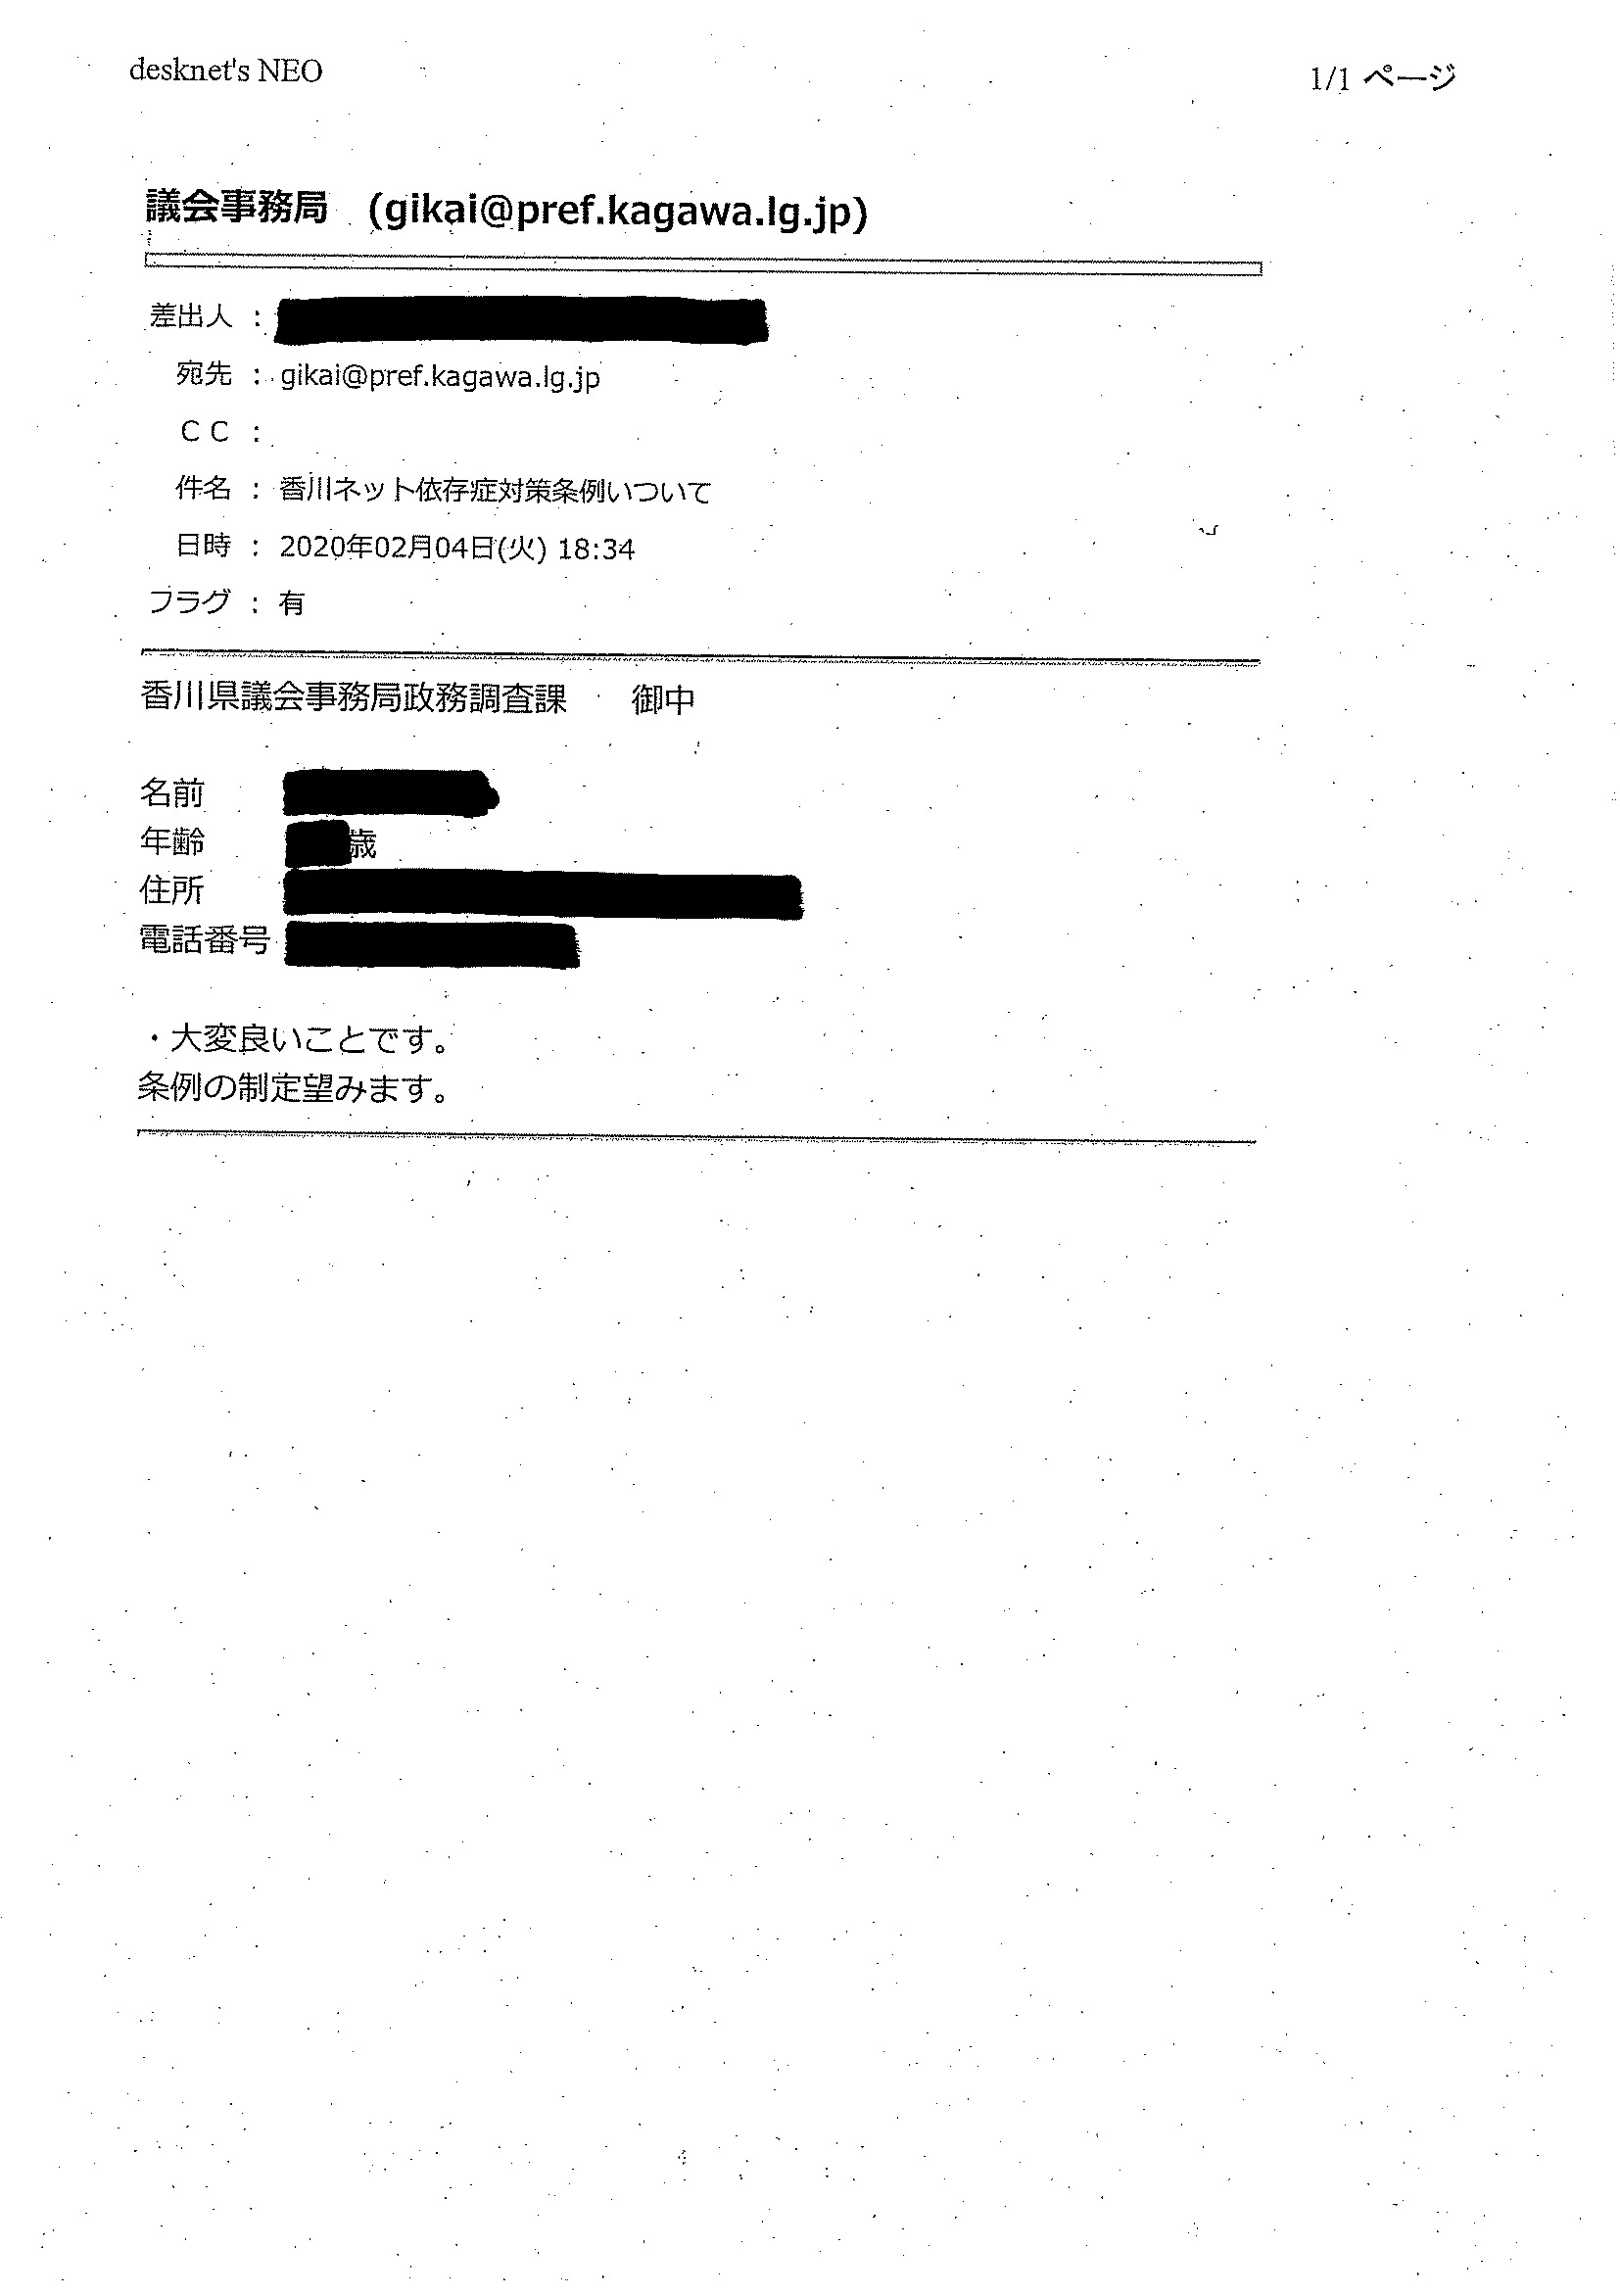 desknet's NEO
1/1 ページ
議会事務局 (gikai@pref.kagawa.lg.jp)
差出人 :
宛先 : gikai@pref.kagawa.lg.jp
CC :
件名 : 香川ネット依存症対策条例いついて
日時 : 2020年02月04日(火) 18:34
フラグ : 有
香川県議会事務局政務調査課 御中
名前
年齢 歳
住所
電話番号
・大変良いことです。
条例の制定望みます。